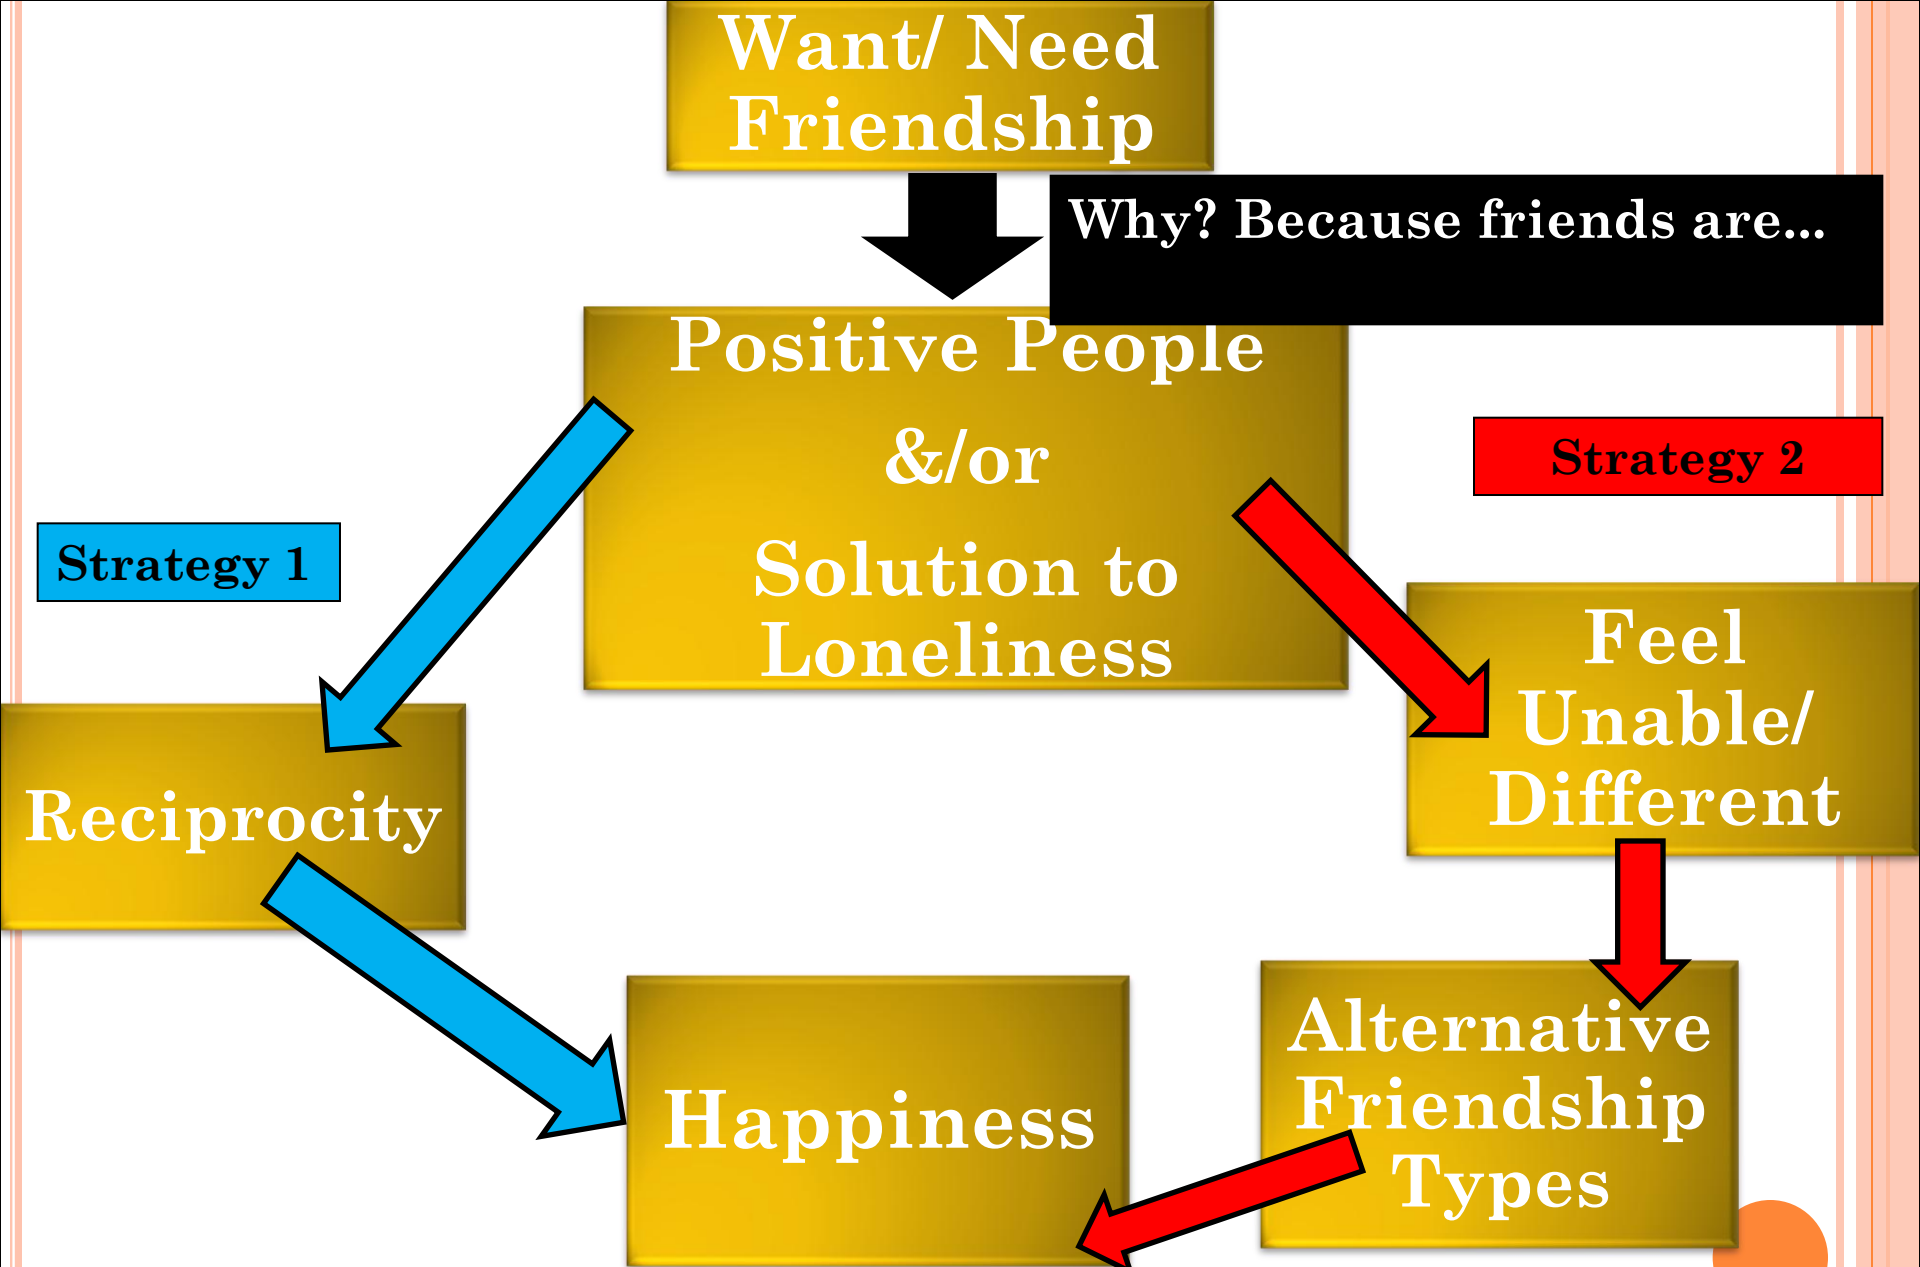 Want/ Need
Friendship
Why? Because friends are...
Positive People
&/or
Solution to
Loneliness
Strategy 1
Strategy 2
Reciprocity
Feel
Unable/
Different
Alternative
Friendship
Types
Happiness